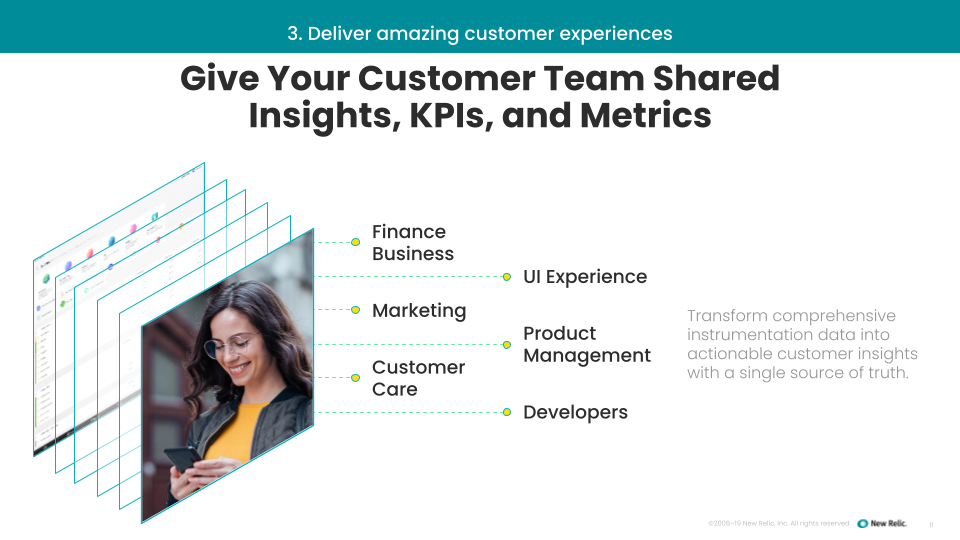 3. Deliver amazing customer experiences
Give Your Customer Team Shared
Insights, KPIs, and Metrics
Finance
Business
UI Experience
Marketing
Product
Management
Customer
Care
Developers
Transform comprehensive
instrumentation data into
actionable customer insights
with a single source of truth.
©2008–19 New Relic, Inc. All rights reserved
New Relic.
11